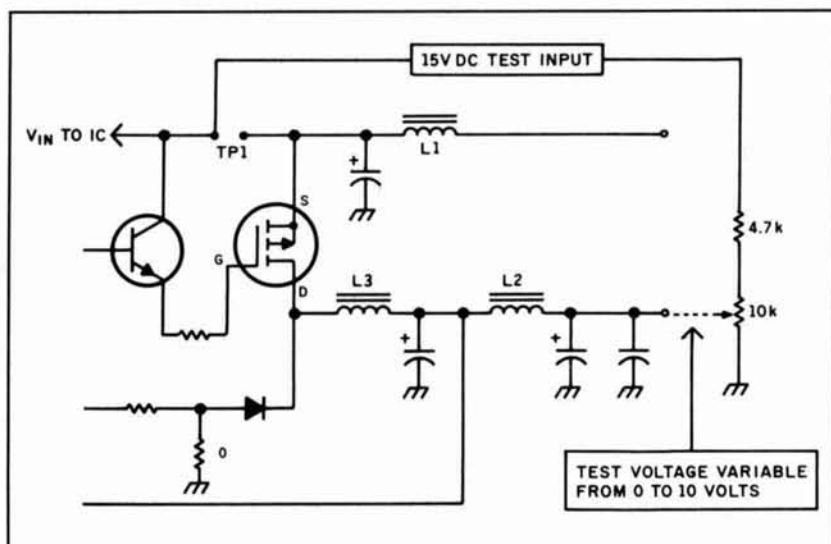 15V DC TEST INPUT
VIN TO IC
TP1
L1
+
S
4.7k
G
D
L3
L2
10k
+
+
0
TEST VOLTAGE VARIABLE
FROM 0 TO 10 VOLTS